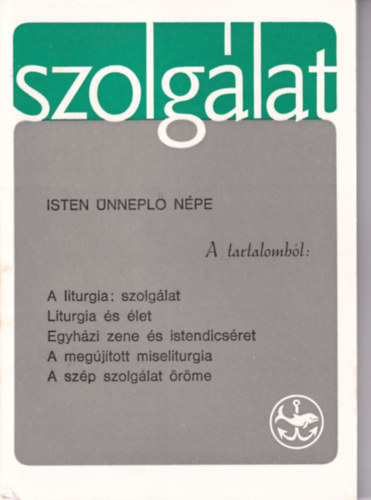 szolgálat
ISTEN ÜNNEPLŐ NÉPE
A tartalomból:
A liturgia: szolgálat
Liturgia és élet
Egyházi zene és istendicséret
A megújított miseliturgia
A szép szolgálat öröme